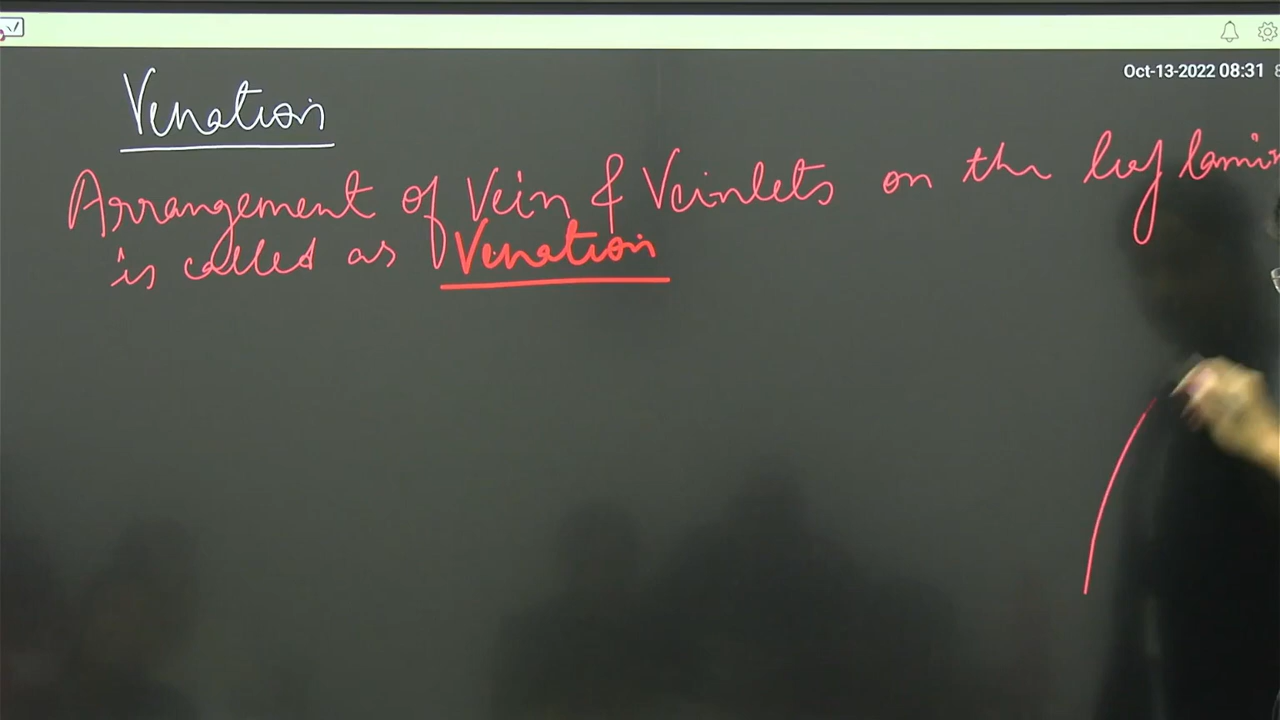 Oct-13-2022 08:31
Venation
Arrangement of Vein & Veinlets on the leaf
is called as Venation